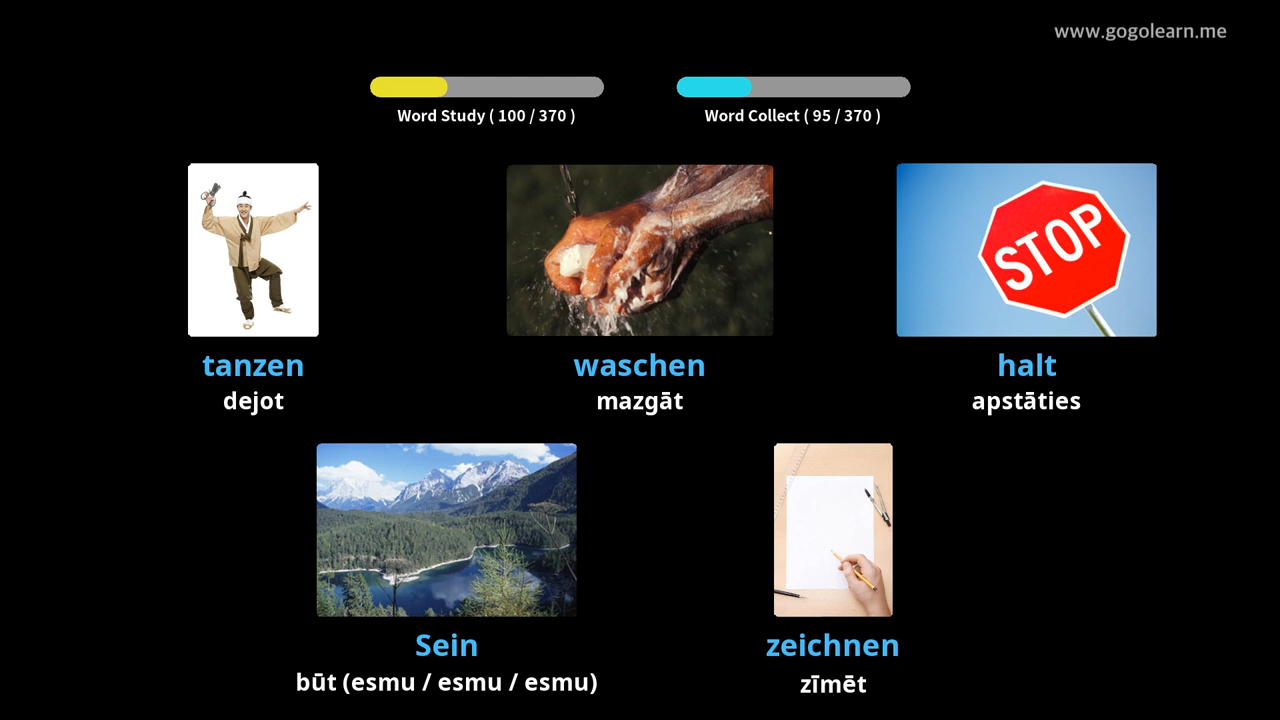 www.gogolearn.me
Word Study ( 100 / 370 )
Word Collect ( 95 / 370 )
STOP
tanzen
dejot
waschen
mazgāt
halt
apstāties
Sein
būt (esmu / esmu / esmu)
zeichnen
zīmēt